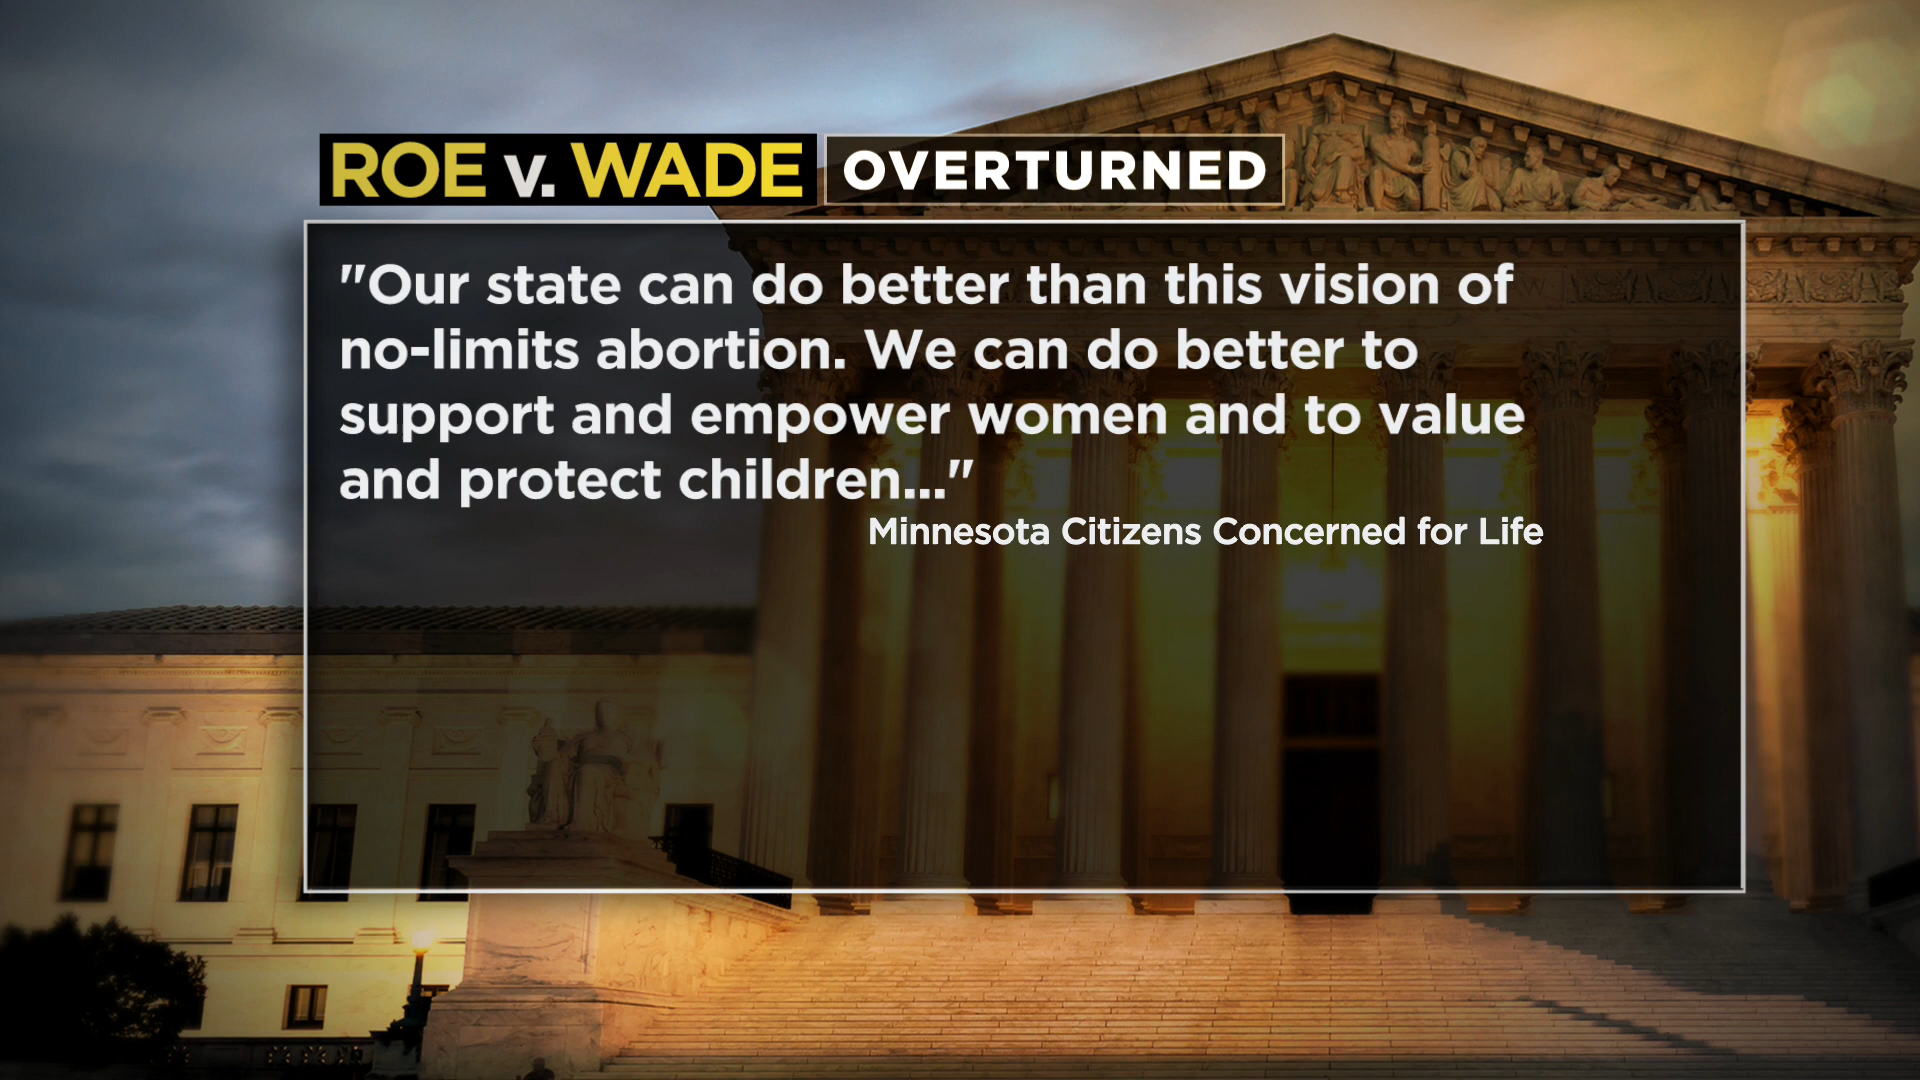 ROE v. WADE OVERTURNED
"Our state can do better than this vision of
no-limits abortion. We can do better to
support and empower women and to value
and protect children..."
Minnesota Citizens Concerned for Life